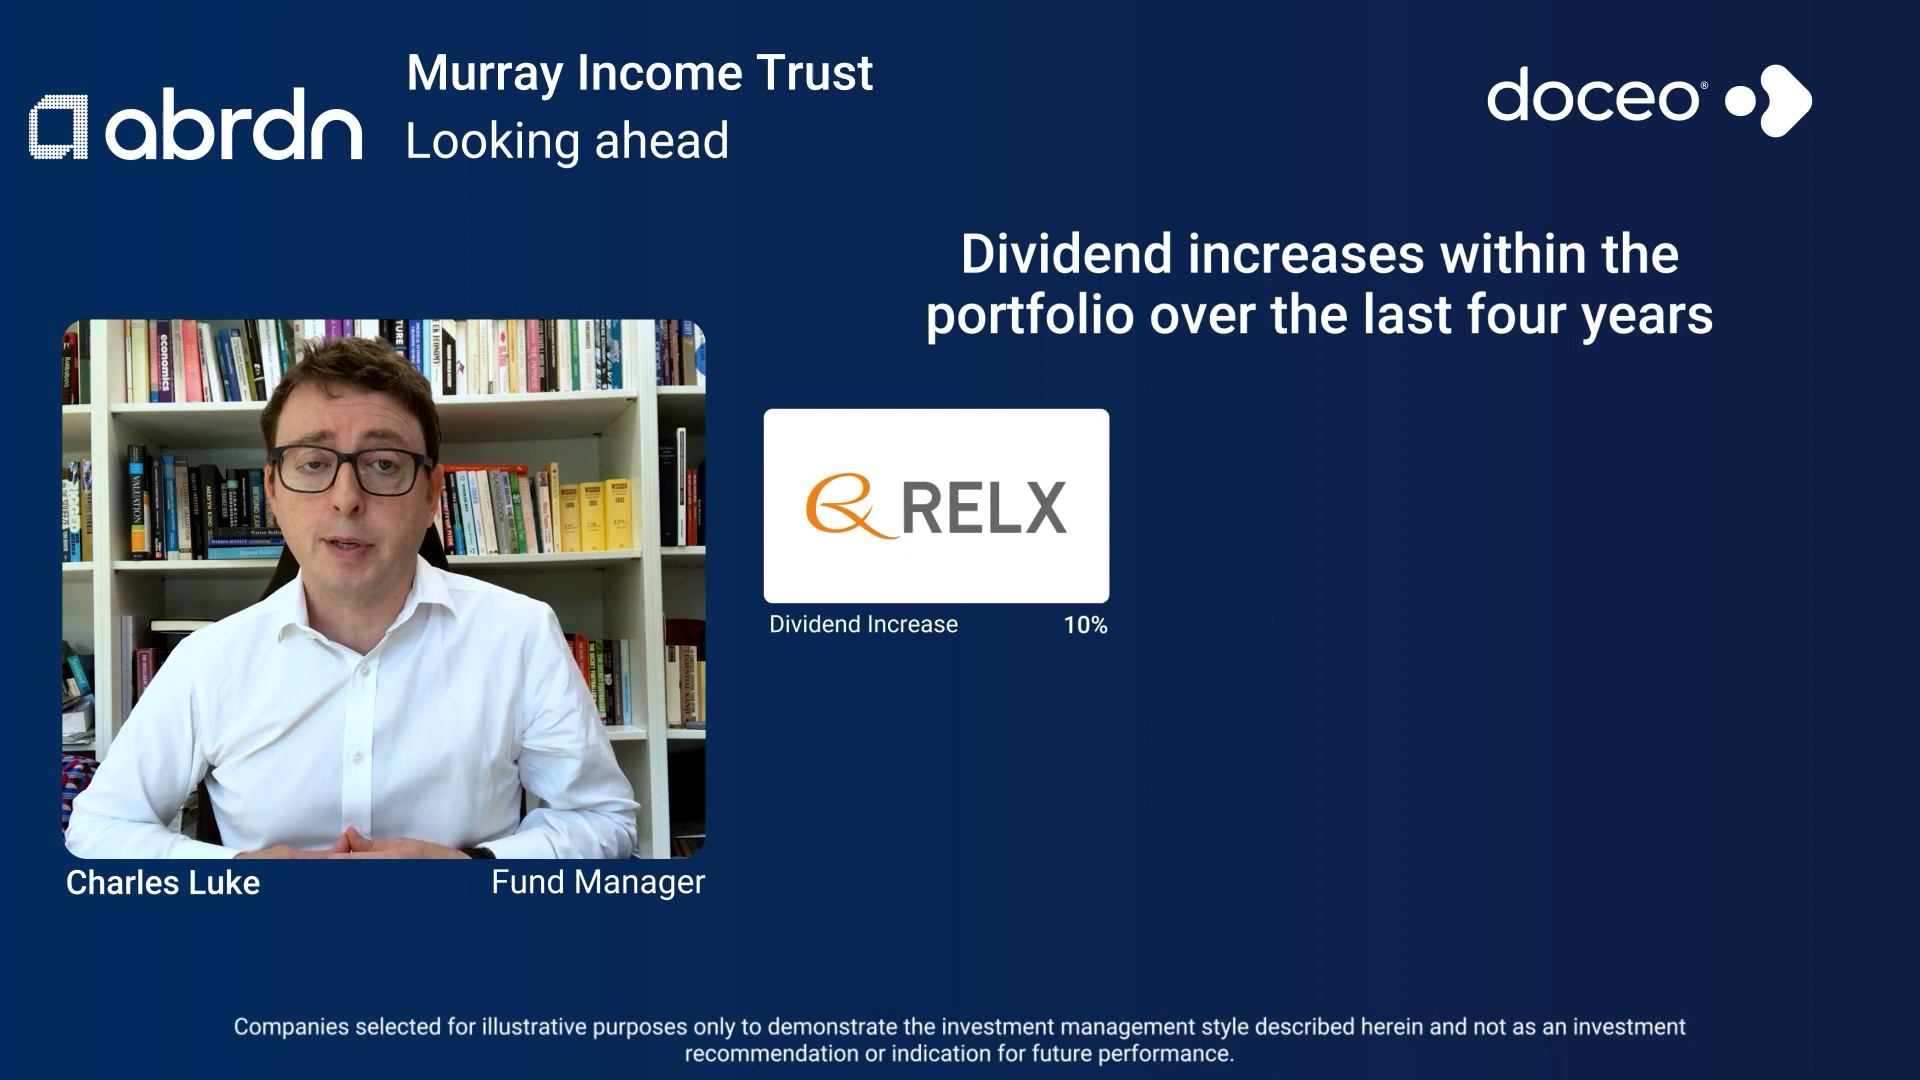 abrdn
Murray Income Trust
Looking ahead
doceo®
Dividend increases within the
portfolio over the last four years
economics
VALUATION
RELX
Dividend Increase 10%
Charles Luke Fund Manager
Companies selected for illustrative purposes only to demonstrate the investment management style described herein and not as an investment
recommendation or indication for future performance.